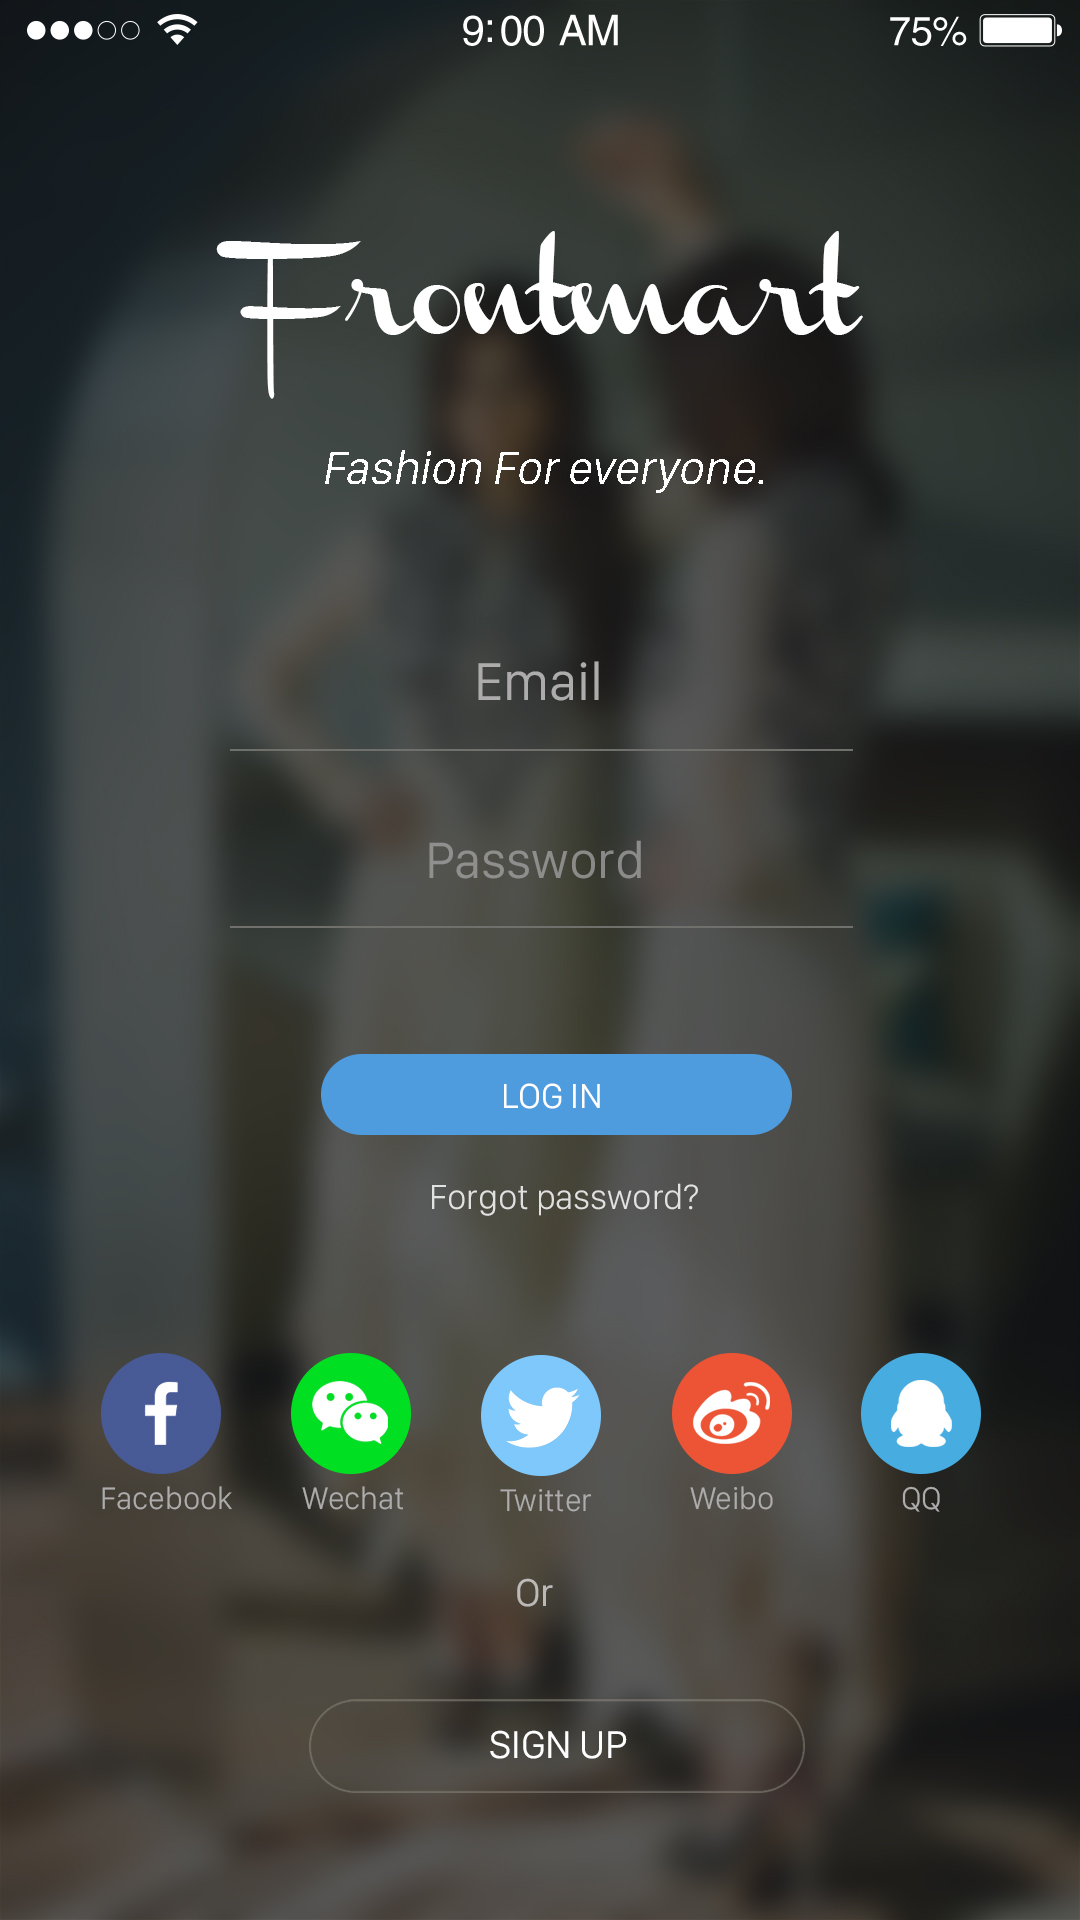 9:00 AM 75%
Frontmart
Fashion For everyone.
Email
Password
LOG IN
Forgot password?
Facebook Wechat Twitter Weibo QQ
Or
SIGN UP